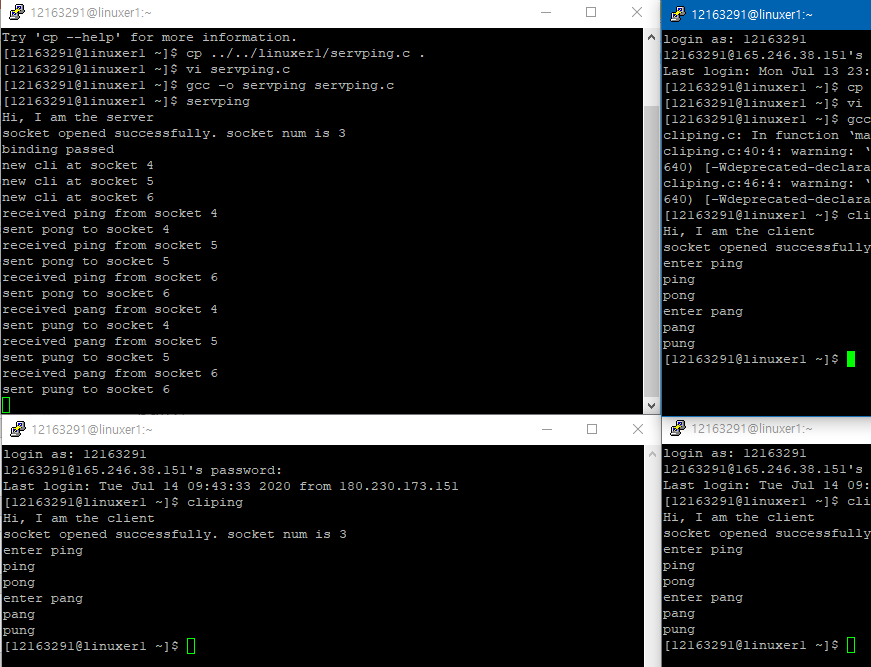 12163291@linuxer1:~
Try 'cp --help' for more information.
[12163291@linuxer1 ~]$ cp ../../linuxer1/servping.c .
[12163291@linuxer1 ~]$ vi servping.c
[12163291@linuxer1 ~]$ gcc -o servping servping.c
[12163291@linuxer1 ~]$ servping
Hi, I am the server
socket opened successfully. socket num is 3
binding passed
new cli at socket 4
new cli at socket 5
new cli at socket 6
received ping from socket 4
sent pong to socket 4
received ping from socket 5
sent pong to socket 5
received ping from socket 6
sent pong to socket 6
received pang from socket 4
sent pung to socket 4
received pang from socket 5
sent pung to socket 5
received pang from socket 6
sent pung to socket 6
12163291@linuxer1:~
login as: 12163291
12163291@165.246.38.151's
Last login: Mon Jul 13 23:
[12163291@linuxer1 ~]$ cp
[12163291@linuxer1 ~]$ vi
[12163291@linuxer1 ~]$ gcc
cliping.c: In function ‘ma
cliping.c:40:4: warning: ‘
640) [-Wdeprecated-declara
cliping.c:46:4: warning: ‘
640) [-Wdeprecated-declara
[12163291@linuxer1 ~]$ cli
Hi, I am the client
socket opened successfully
enter ping
ping
pong
enter pang
pang
pung
[12163291@linuxer1 ~]$
12163291@linuxer1:~
login as: 12163291
12163291@165.246.38.151's password:
Last login: Tue Jul 14 09:43:33 2020 from 180.230.173.151
[12163291@linuxer1 ~]$ cliping
Hi, I am the client
socket opened successfully. socket num is 3
enter ping
ping
pong
enter pang
pang
pung
[12163291@linuxer1 ~]$
12163291@linuxer1:~
login as: 12163291
12163291@165.246.38.151's
Last login: Tue Jul 14 09:
[12163291@linuxer1 ~]$ cli
Hi, I am the client
socket opened successfully
enter ping
ping
pong
enter pang
pang
pung
[12163291@linuxer1 ~]$